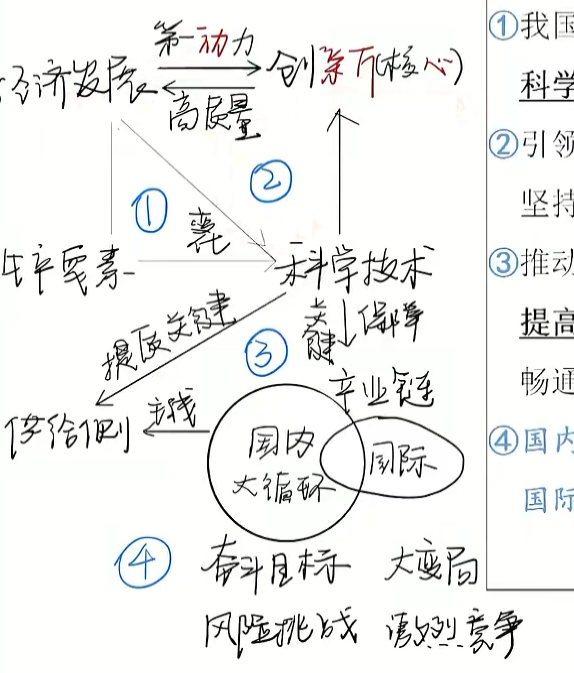 第一动力
经济发展 创新(核心)
高质量
① ②
生产要素 科学技术
提质关键 关键 保障
③ 产业链
供给侧 主线
国内
大循环
国际
④ 奋斗目标 大变局
风险挑战 激烈竞争
①我国
科学
②引领
坚持
③推动
提高
畅通
④国内
国际